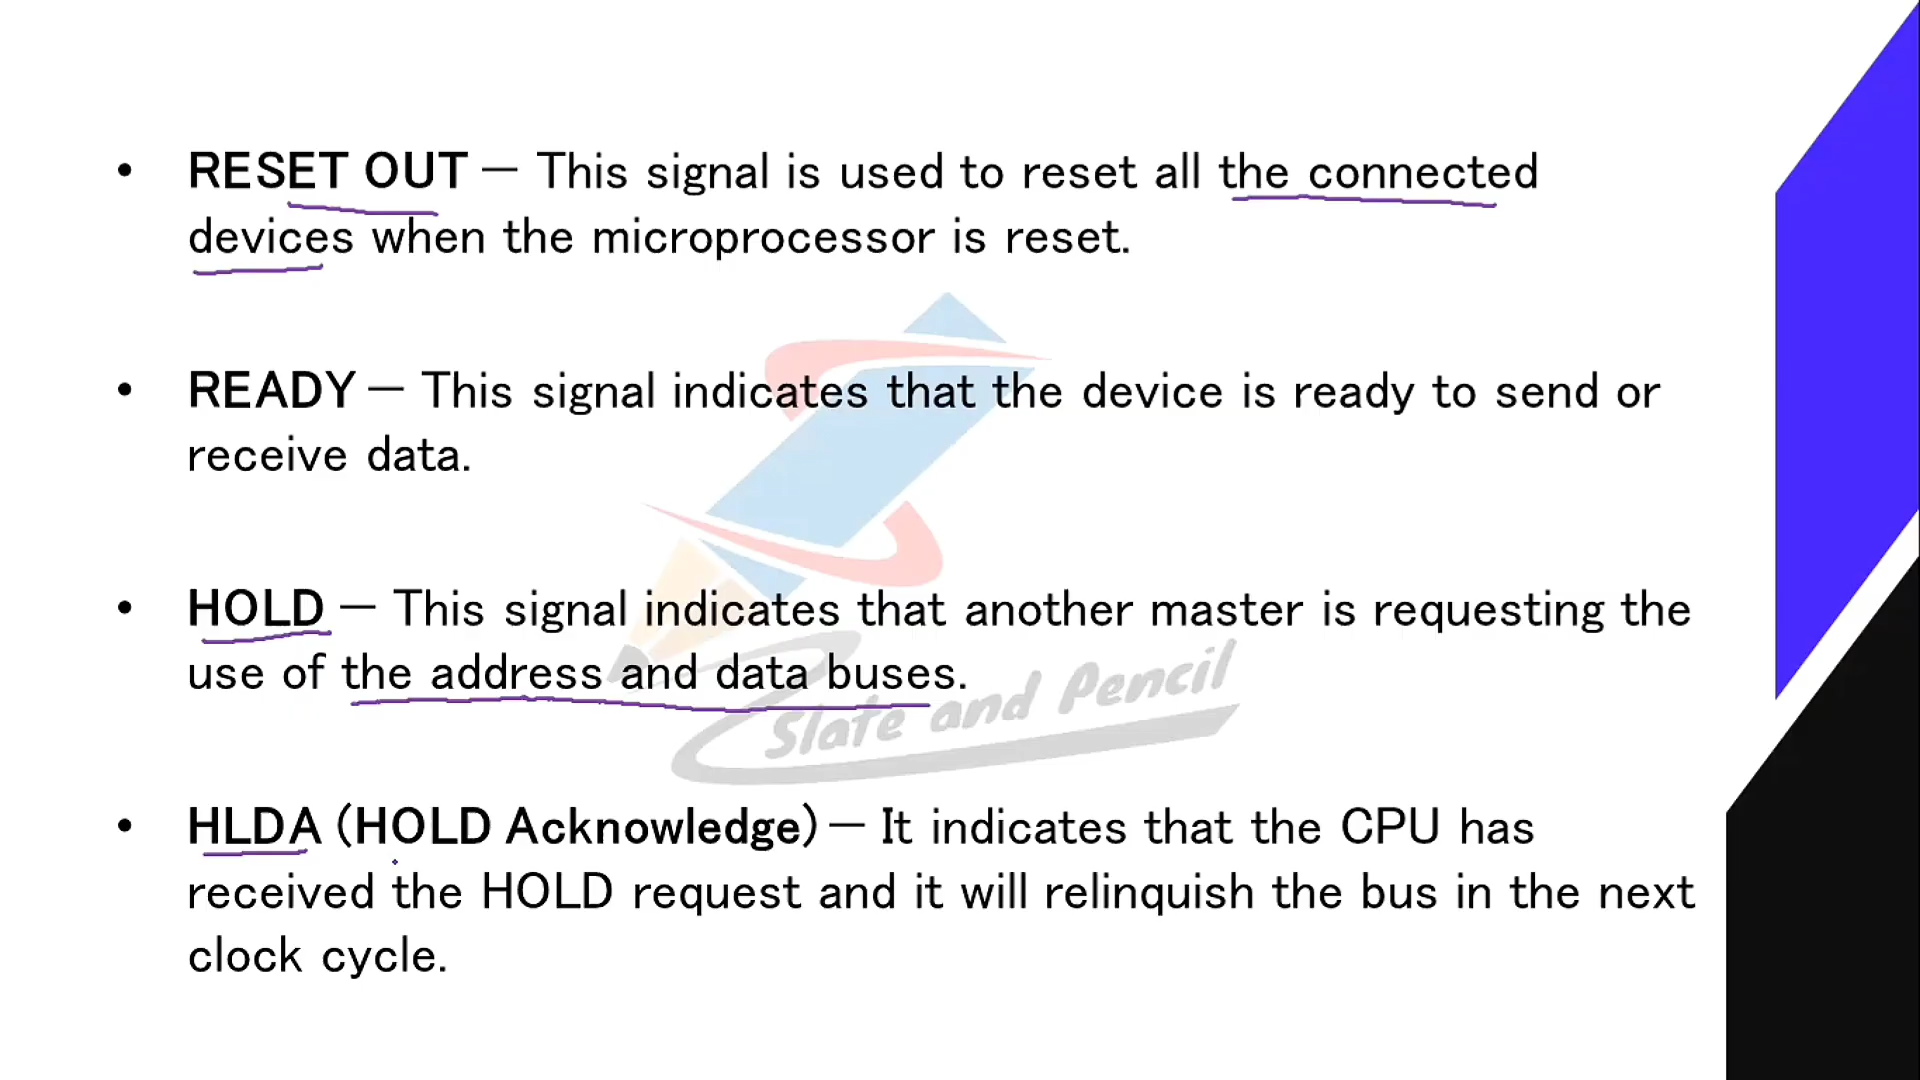 • RESET OUT — This signal is used to reset all the connected
devices when the microprocessor is reset.
• READY — This signal indicates that the device is ready to send or
receive data.
• HOLD — This signal indicates that another master is requesting the
use of the address and data buses.
Slate and Pencil
• HLDA (HOLD Acknowledge) — It indicates that the CPU has
received the HOLD request and it will relinquish the bus in the next
clock cycle.